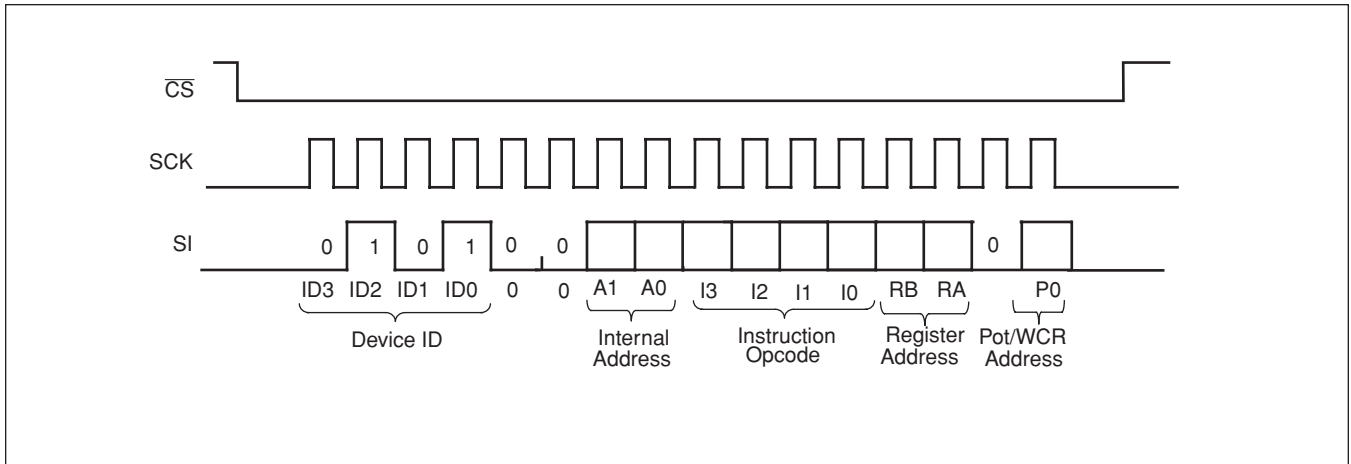 CS
SCK
SI
0 1 0 1 0 0 0
ID3 ID2 ID1 ID0 0 0 A1 A0 I3 I2 I1 I0 RB RA P0
Device ID
Internal
Address
Instruction
Opcode
Register
Address
Pot/WCR
Address